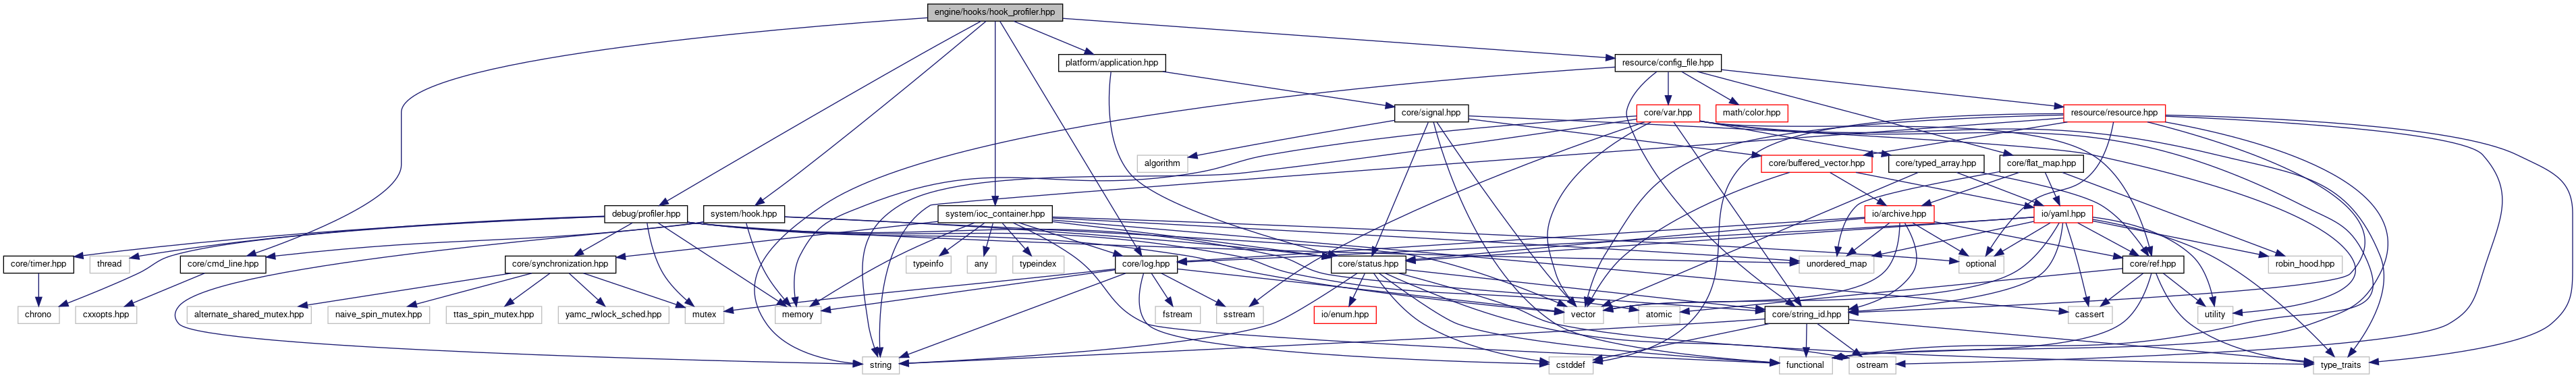 engine/hooks/hook_profiler.hpp
platform/application.hpp
resource/config_file.hpp
core/signal.hpp
core/var.hpp
math/color.hpp
resource/resource.hpp
algorithm
core/buffered_vector.hpp
core/typed_array.hpp
core/flat_map.hpp
debug/profiler.hpp
system/hook.hpp
system/ioc_container.hpp
io/archive.hpp
io/yaml.hpp
core/timer.hpp
thread
core/cmd_line.hpp
core/synchronization.hpp
typeinfo
any
typeindex
core/log.hpp
core/status.hpp
unordered_map
optional
core/ref.hpp
robin_hood.hpp
chrono
cxxopts.hpp
alternate_shared_mutex.hpp
naive_spin_mutex.hpp
ttas_spin_mutex.hpp
yamc_rwlock_sched.hpp
mutex
memory
fstream
sstream
io/enum.hpp
vector
atomic
core/string_id.hpp
cassert
utility
string
cstddef
functional
ostream
type_traits